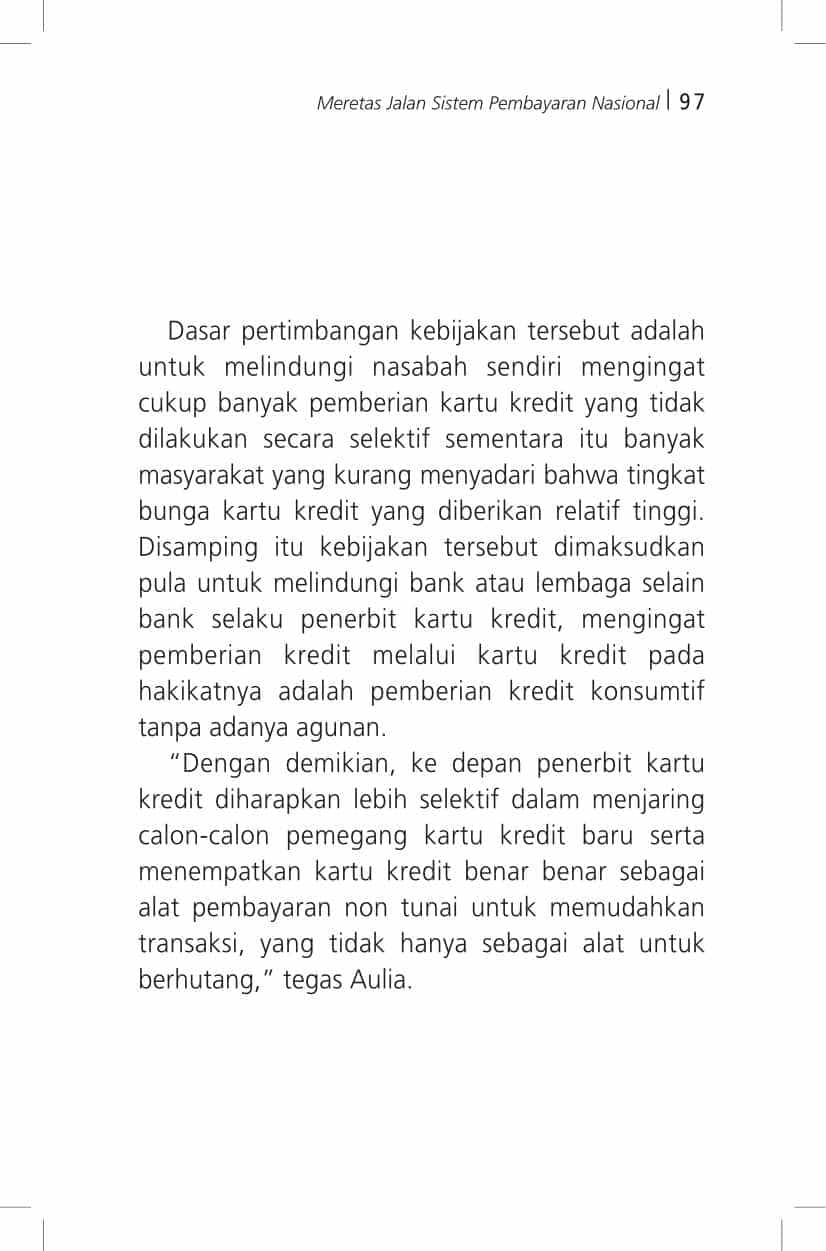 Meretas Jalan Sistem Pembayaran Nasional | 97
Dasar pertimbangan kebijakan tersebut adalah
untuk melindungi nasabah sendiri mengingat
cukup banyak pemberian kartu kredit yang tidak
dilakukan secara selektif sementara itu banyak
masyarakat yang kurang menyadari bahwa tingkat
bunga kartu kredit yang diberikan relatif tinggi.
Disamping itu kebijakan tersebut dimaksudkan
pula untuk melindungi bank atau lembaga selain
bank selaku penerbit kartu kredit, mengingat
pemberian kredit melalui kartu kredit pada
hakikatnya adalah pemberian kredit konsumtif
tanpa adanya agunan.
“Dengan demikian, ke depan penerbit kartu
kredit diharapkan lebih selektif dalam menjaring
calon-calon pemegang kartu kredit baru serta
menempatkan kartu kredit benar benar sebagai
alat pembayaran non tunai untuk memudahkan
transaksi, yang tidak hanya sebagai alat untuk
berhutang,” tegas Aulia.